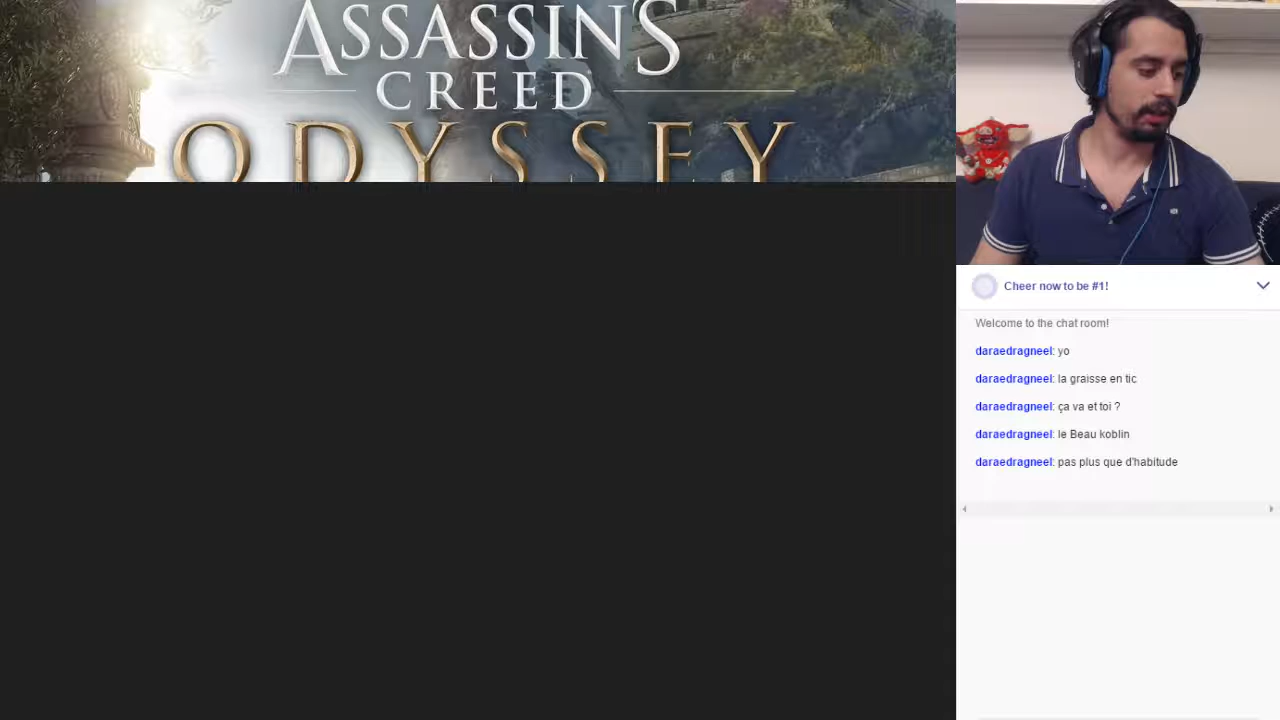 ASSASSIN'S
CREED
ODYSSEY
Cheer now to be #1!
Welcome to the chat room!
daraedragneel: yo
daraedragneel: la graisse en tic
daraedragneel: ça va et toi ?
daraedragneel: le Beau koblin
daraedragneel: pas plus que d'habitude